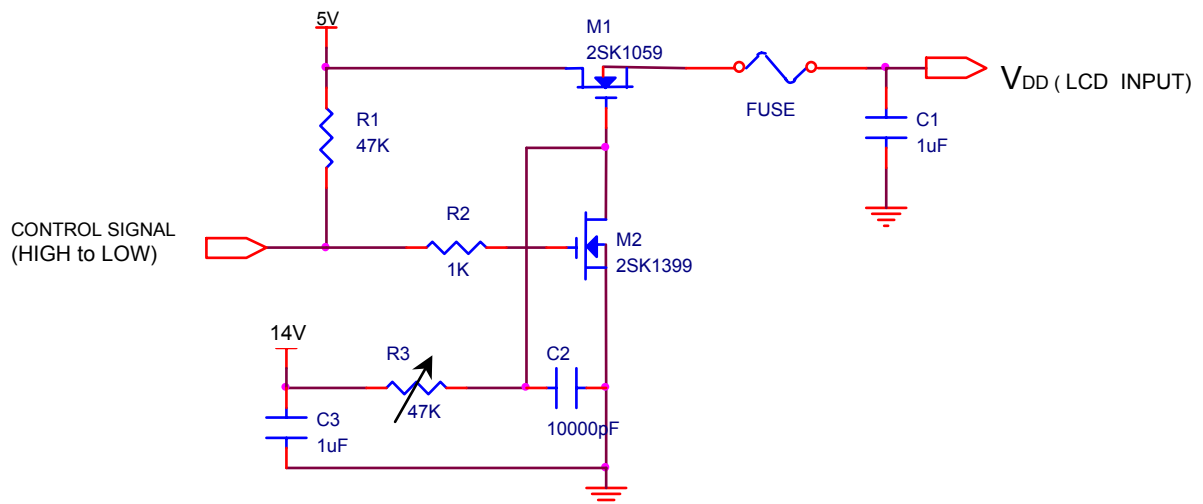 5V
M1
2SK1059
FUSE
VDD ( LCD INPUT)
R1
47K
C1
1uF
CONTROL SIGNAL
(HIGH to LOW)
R2
1K
M2
2SK1399
14V
R3
47K
C2
10000pF
C3
1uF